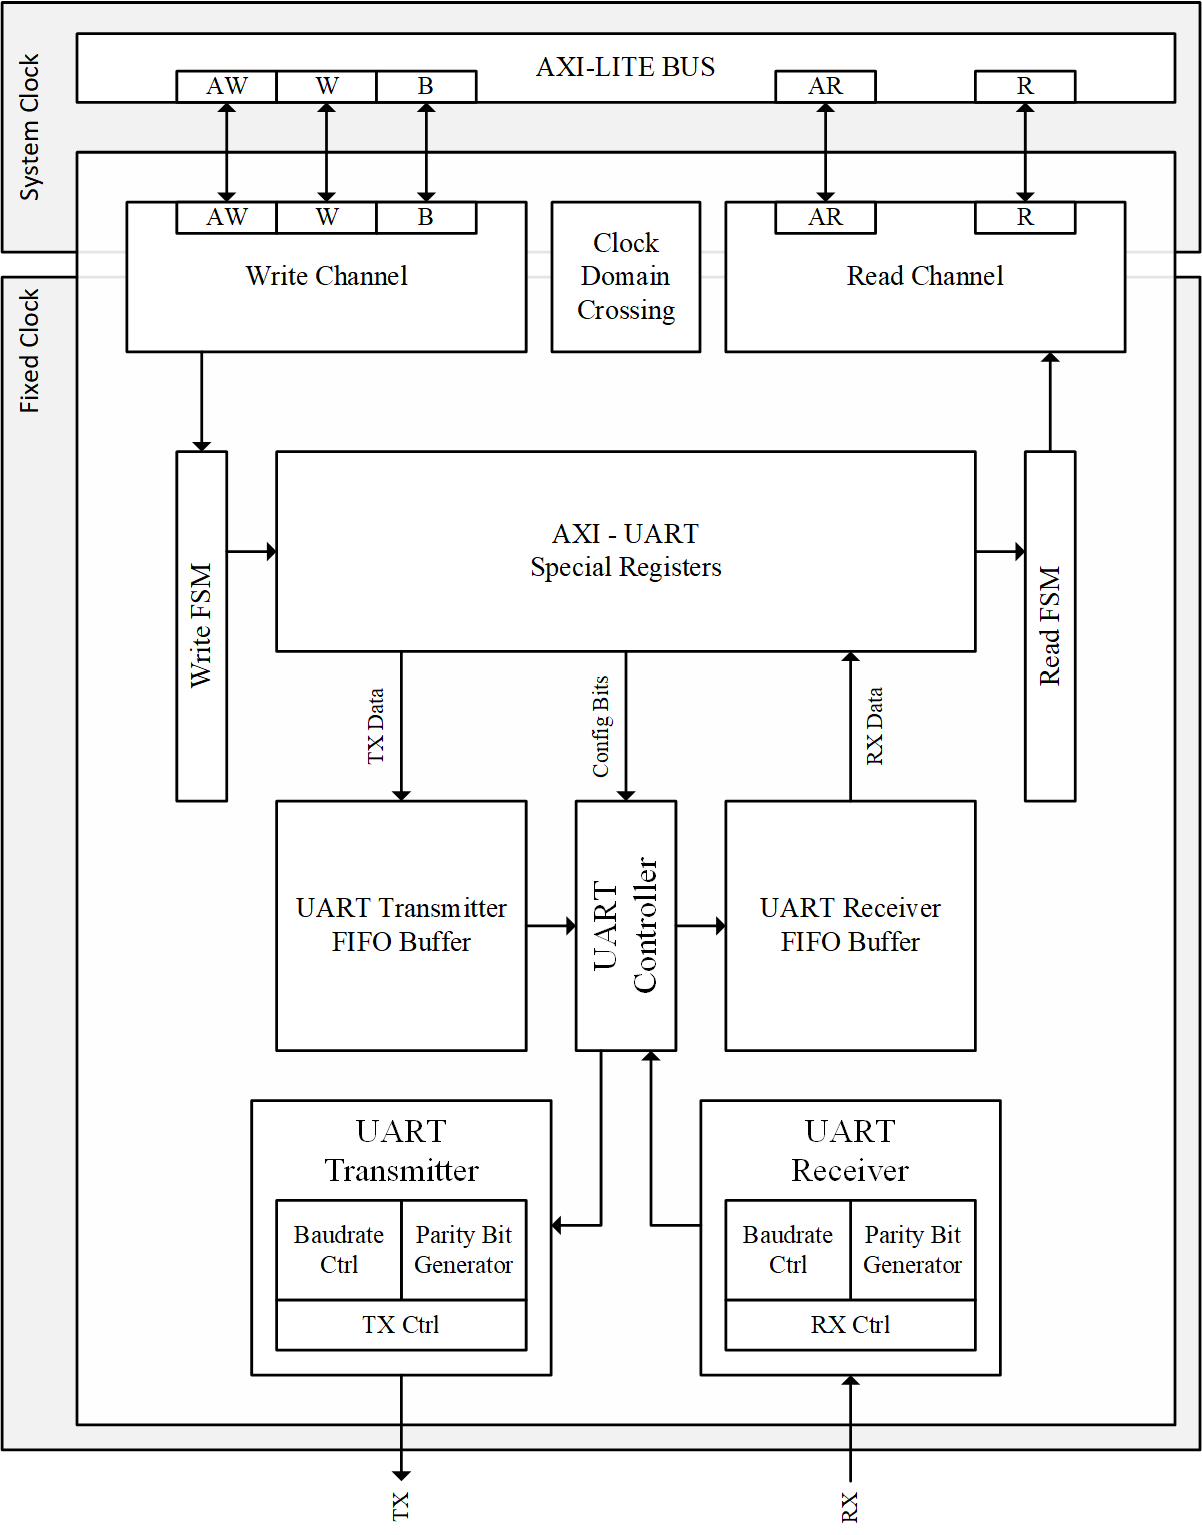 System Clock
AXI-LITE BUS
AW
W
B
AR
R
AW
W
B
AR
R
Write Channel
Clock
Domain
Crossing
Read Channel
Fixed Clock
Write FSM
AXI - UART
Special Registers
Read FSM
TX Data
Config Bits
RX Data
UART Transmitter
FIFO Buffer
UART
Controller
UART Receiver
FIFO Buffer
UART
Transmitter
Baudrate
Ctrl
Parity Bit
Generator
TX Ctrl
UART
Receiver
Baudrate
Ctrl
Parity Bit
Generator
RX Ctrl
TX
RX